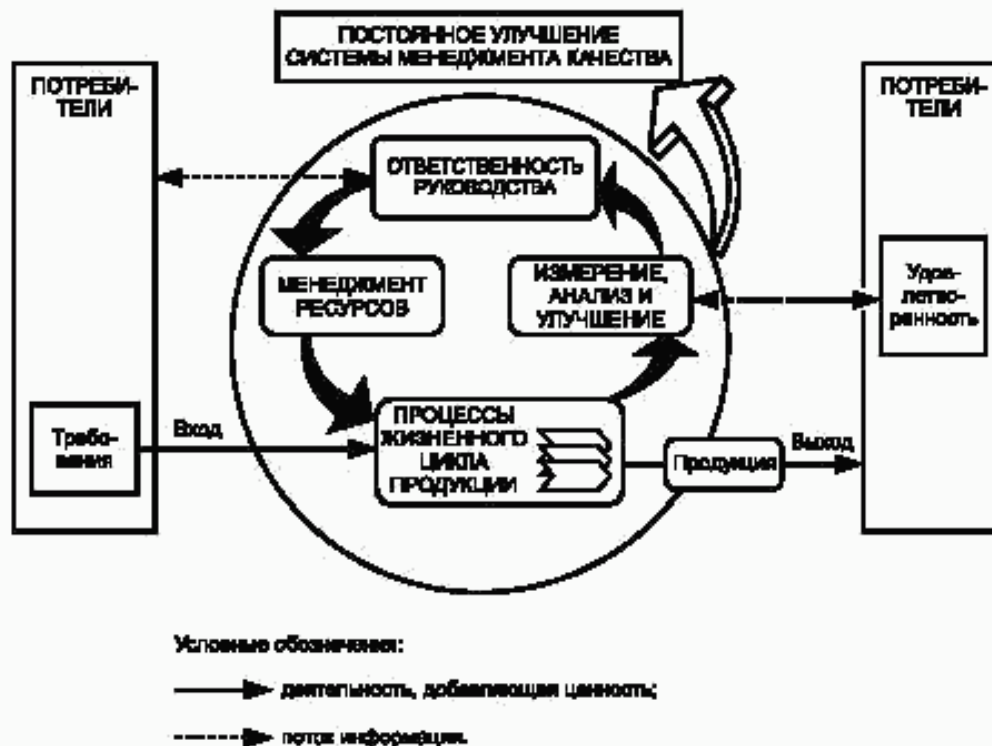 ПОСТОЯННОЕ УЛУЧШЕНИЕ
СИСТЕМЫ МЕНЕДЖМЕНТА КАЧЕСТВА
ПОТРЕБИ-
ТЕЛИ
ПОТРЕБИ-
ТЕЛИ
ОТВЕТСТВЕННОСТЬ
РУКОВОДСТВА
МЕНЕДЖМЕНТ
РЕСУРСОВ
ИЗМЕРЕНИЕ,
АНАЛИЗ И
УЛУЧШЕНИЕ
Удов-
летво-
ренность
Требо-
вания
Вход
ПРОЦЕССЫ
ЖИЗНЕННОГО
ЦИКЛА
ПРОДУКЦИИ
Продукция
Выход
Условные обозначения:
деятельность, добавляющая ценность;
поток информации.